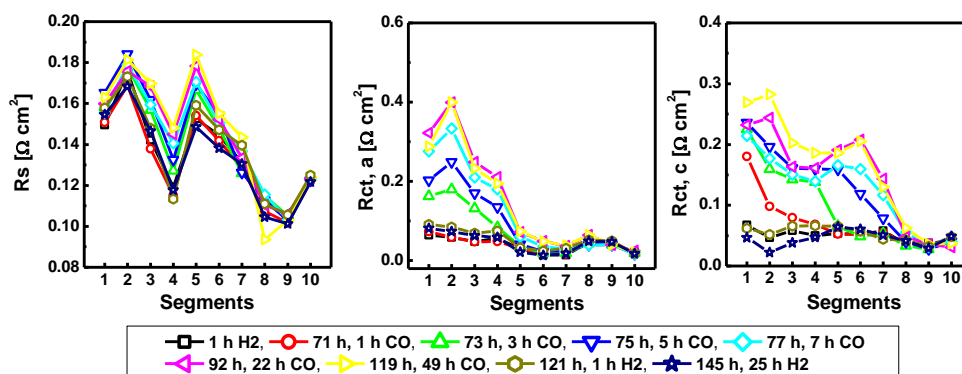 Rs [Ω cm²]
0.20
0.18
0.16
0.14
0.12
0.10
0.08
1 2 3 4 5 6 7 8 9 10
Segments
Rct, a [Ω cm²]
0.6
0.4
0.2
0.0
1 2 3 4 5 6 7 8 9 10
Segments
Rct, c [Ω cm²]
0.4
0.3
0.2
0.1
0.0
1 2 3 4 5 6 7 8 9 10
Segments
1 h H2, 71 h, 1 h CO, 73 h, 3 h CO, 75 h, 5 h CO, 77 h, 7 h CO
92 h, 22 h CO, 119 h, 49 h CO, 121 h, 1 h H2, 145 h, 25 h H2